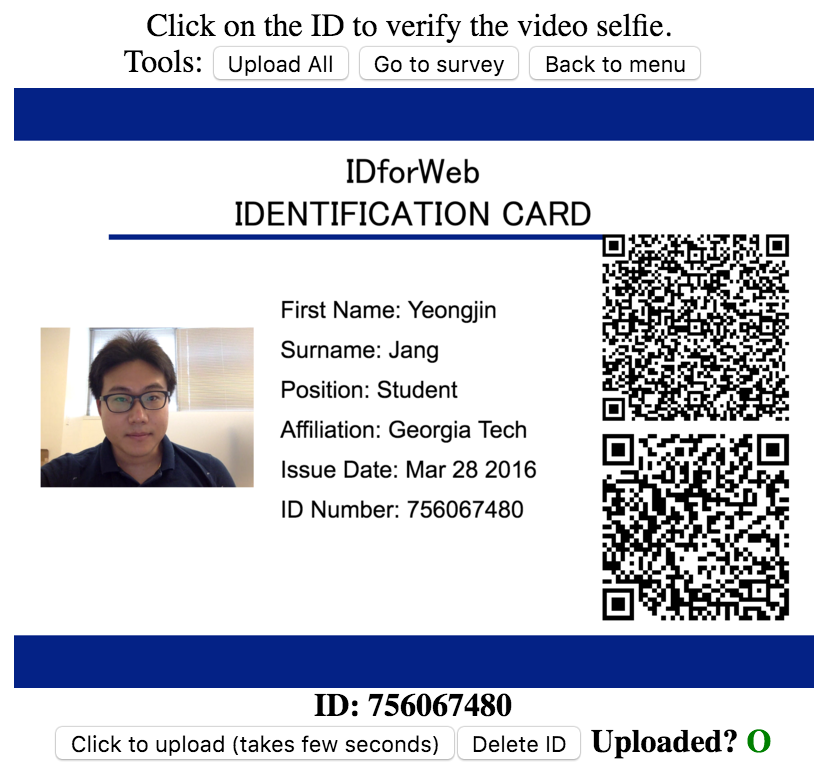 Click on the ID to verify the video selfie.
Tools: Upload All Go to survey Back to menu
IDforWeb
IDENTIFICATION CARD
First Name: Yeongjin
Surname: Jang
Position: Student
Affiliation: Georgia Tech
Issue Date: Mar 28 2016
ID Number: 756067480
ID: 756067480
Click to upload (takes few seconds) Delete ID Uploaded? O